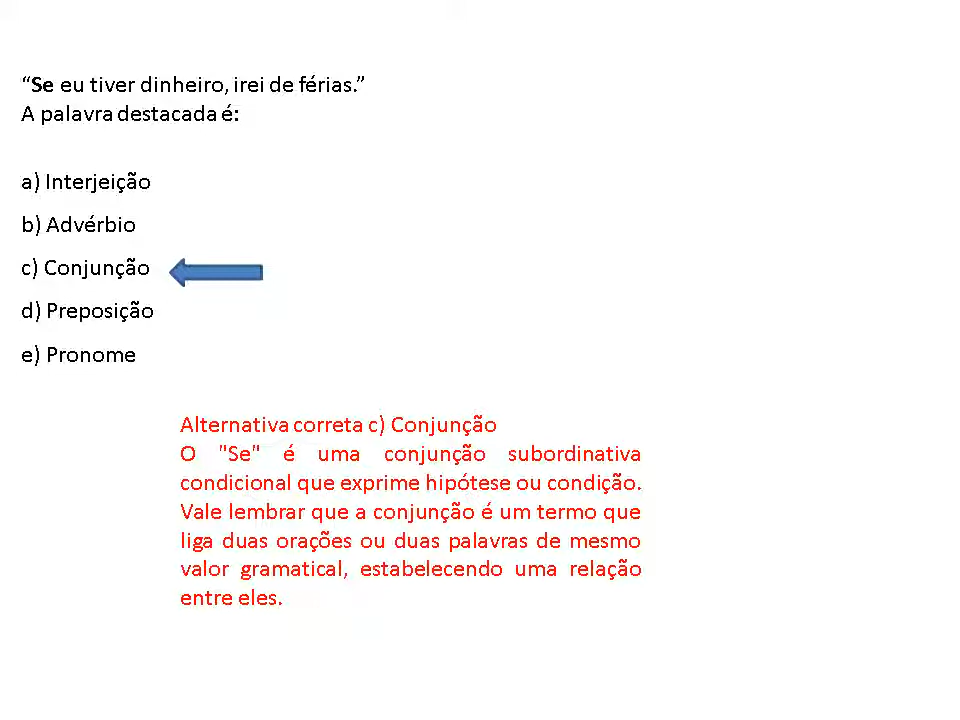 “Se eu tiver dinheiro, irei de férias.”
A palavra destacada é:
a) Interjeição
b) Advérbio
c) Conjunção
d) Preposição
e) Pronome
Alternativa correta c) Conjunção
O "Se" é uma conjunção subordinativa
condicional que exprime hipótese ou condição.
Vale lembrar que a conjunção é um termo que
liga duas orações ou duas palavras de mesmo
valor gramatical, estabelecendo uma relação
entre eles.